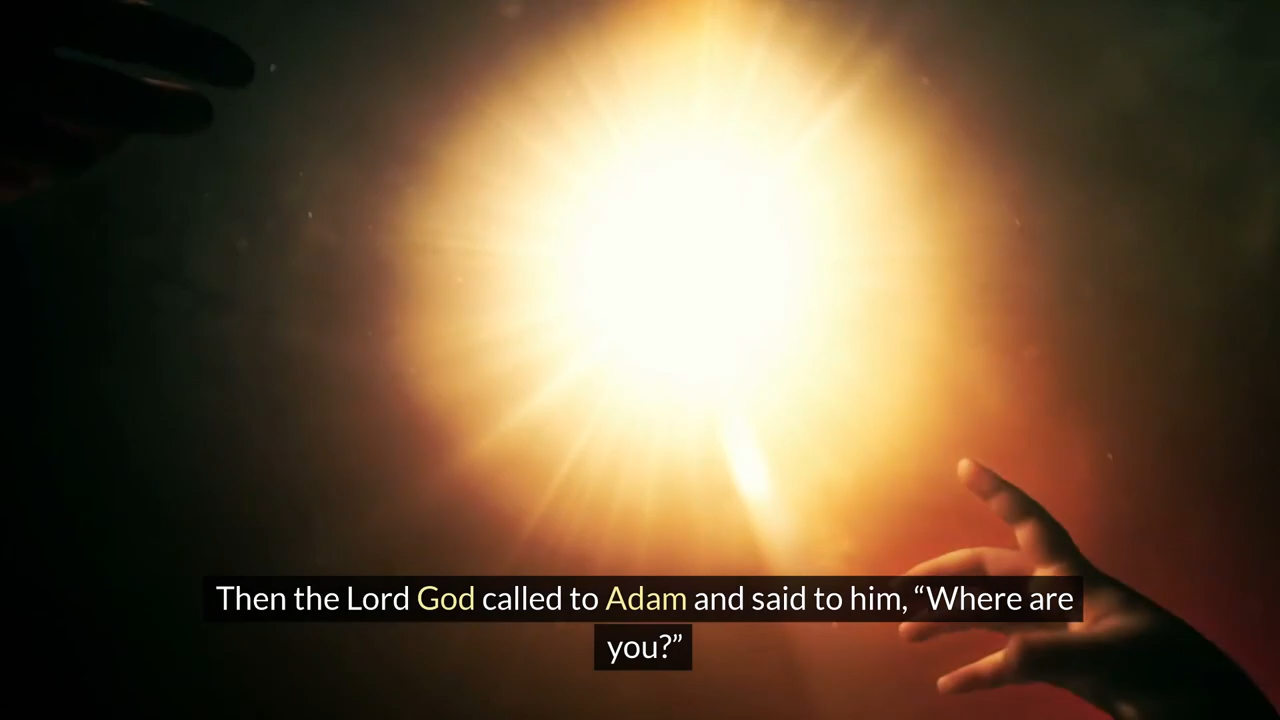 Then the Lord God called to Adam and said to him, “Where are
you?”